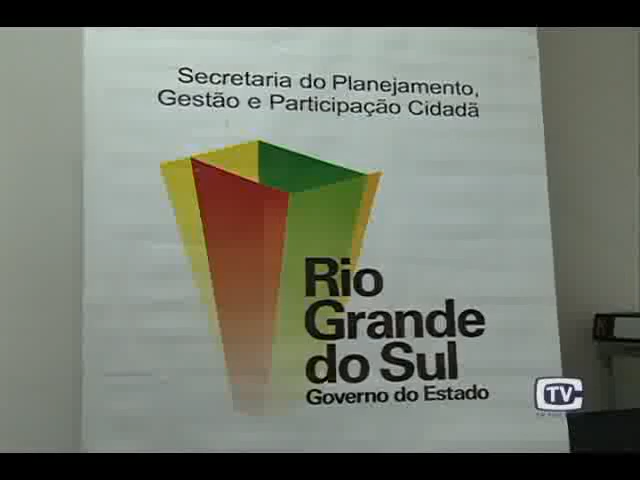 Secretaria do Planejamento,
Gestão e Participação Cidadã
Rio
Grande
do Sul
Governo do Estado
TV